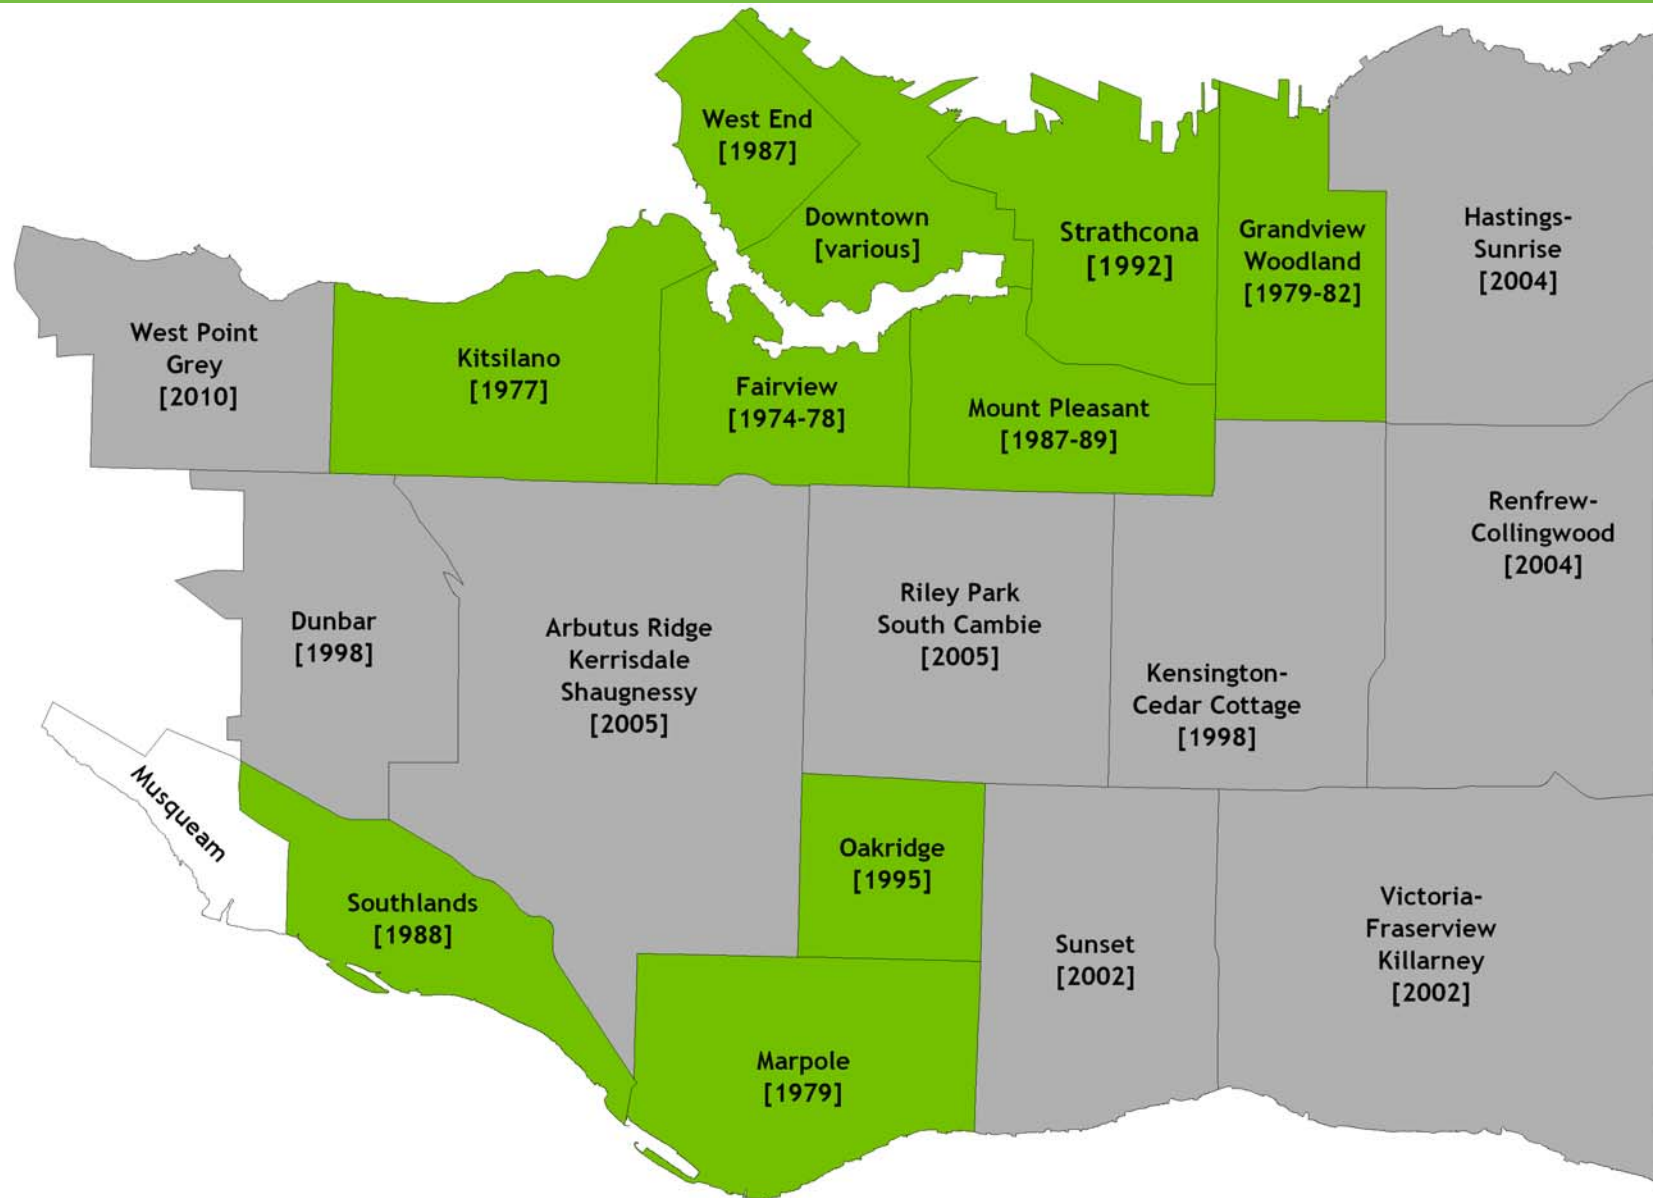 West End
[1987]
Downtown
[various]
Strathcona
[1992]
Grandview
Woodland
[1979-82]
Hastings-
Sunrise
[2004]
West Point
Grey
[2010]
Kitsilano
[1977]
Fairview
[1974-78]
Mount Pleasant
[1987-89]
Renfrew-
Collingwood
[2004]
Dunbar
[1998]
Arbutus Ridge
Kerrisdale
Shaugnessy
[2005]
Riley Park
South Cambie
[2005]
Kensington-
Cedar Cottage
[1998]
Musqueam
Southlands
[1988]
Oakridge
[1995]
Sunset
[2002]
Victoria-
Fraserview
Killarney
[2002]
Marpole
[1979]